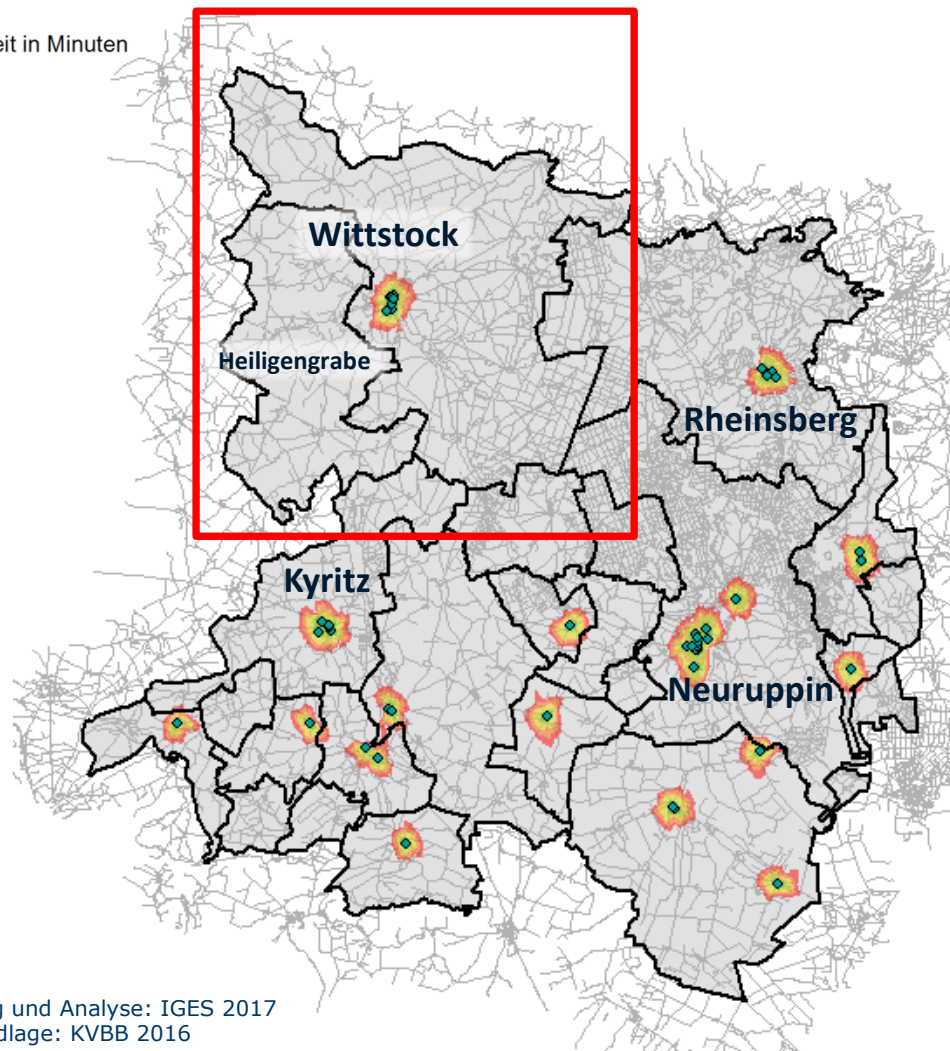 eit in Minuten
Wittstock
Heiligengrabe
Rheinsberg
Kyritz
Neuruppin
g und Analyse: IGES 2017
dlage: KVBB 2016